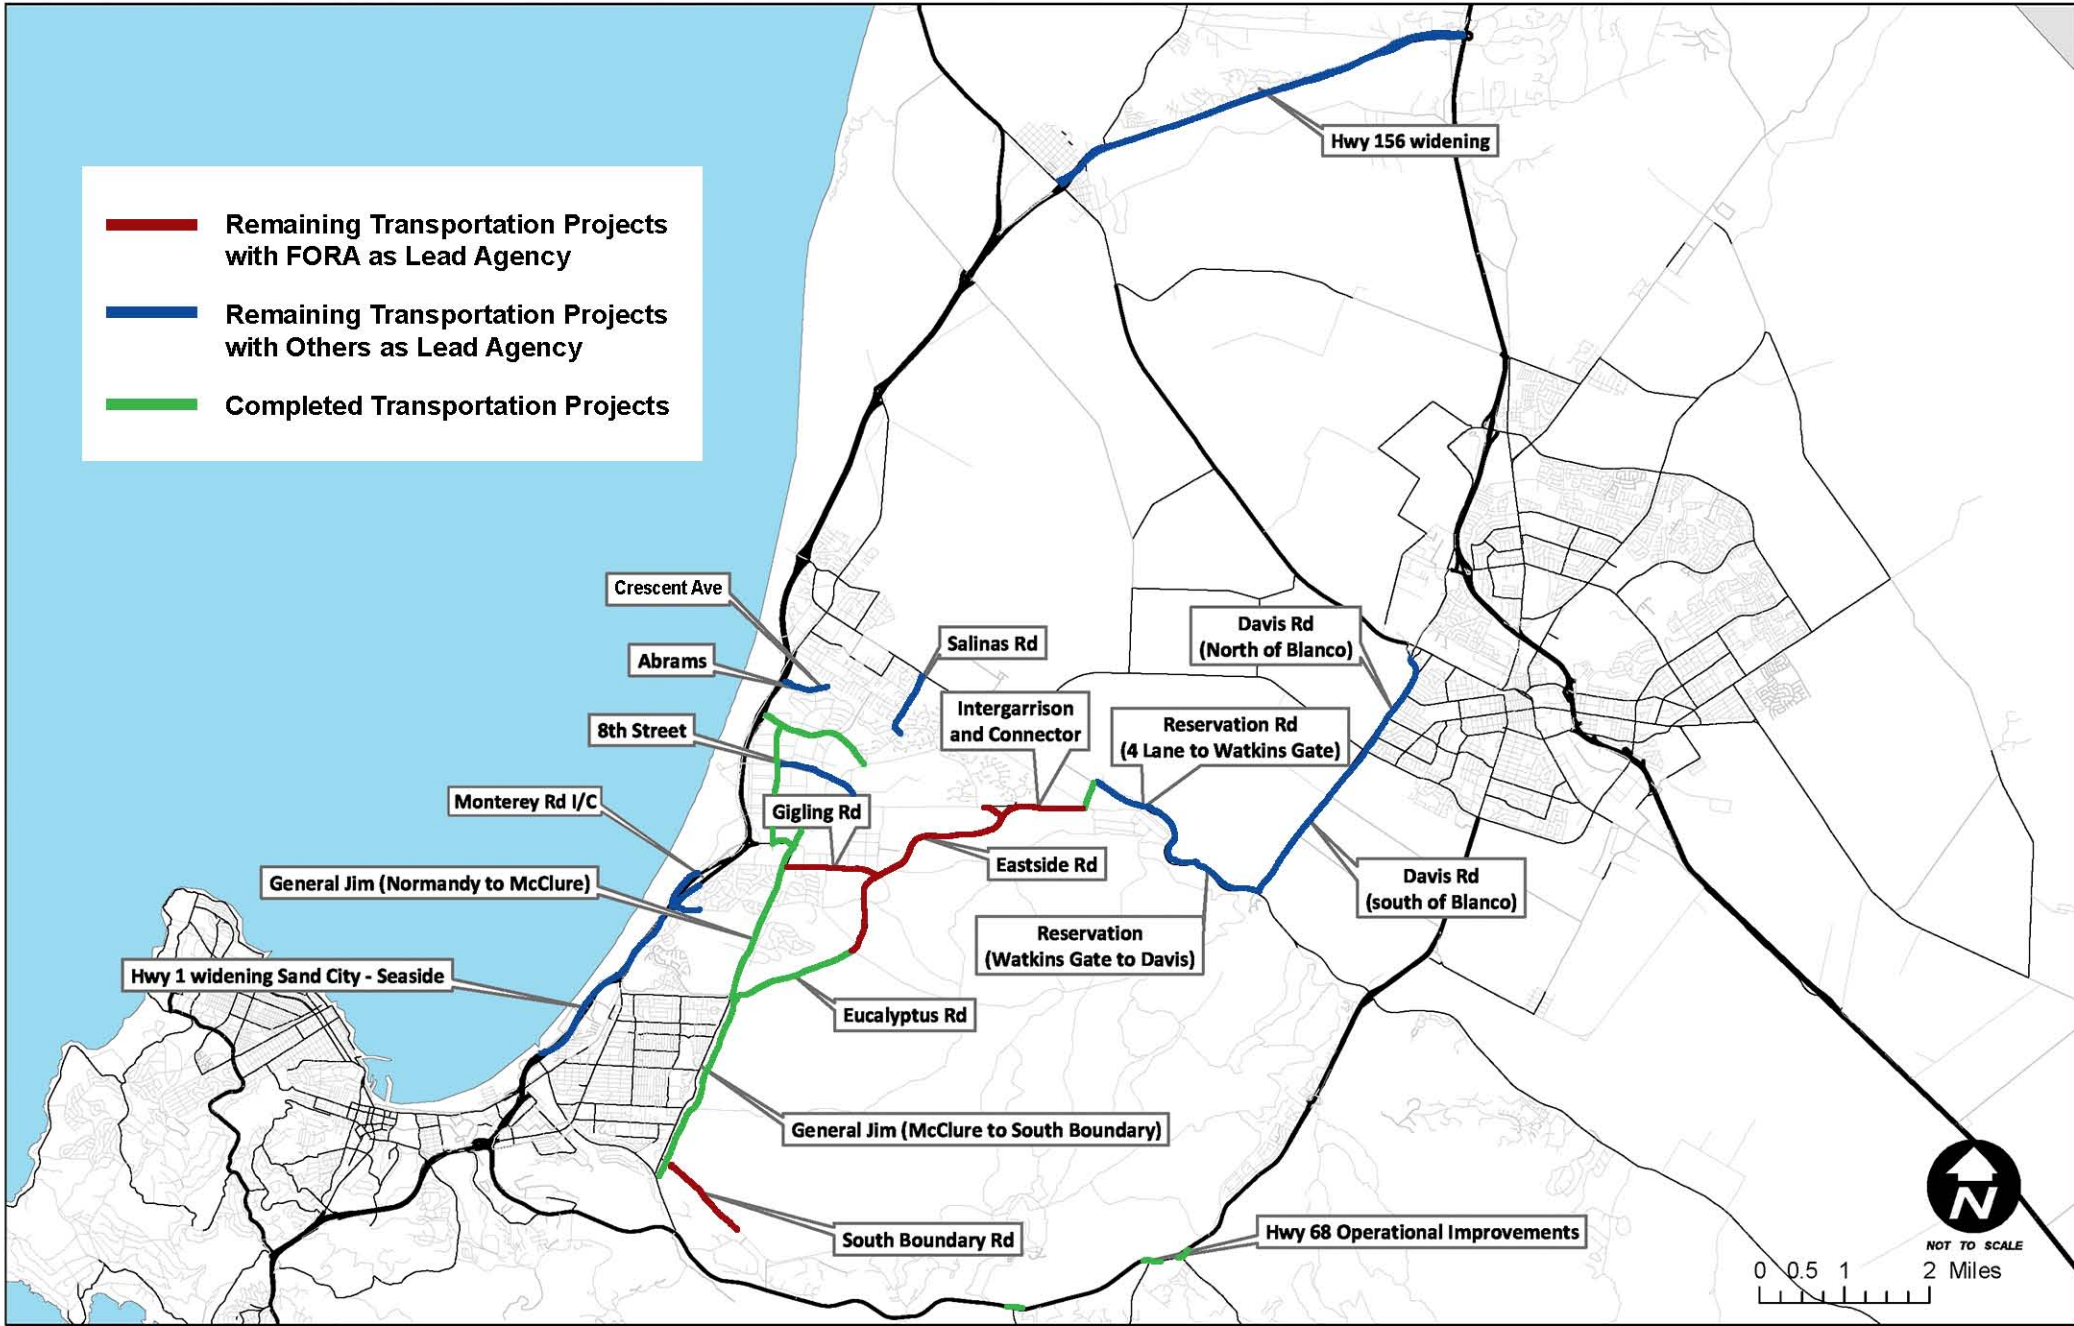 Hwy 156 widening
Remaining Transportation Projects
with FORA as Lead Agency
Remaining Transportation Projects
with Others as Lead Agency
Completed Transportation Projects
Crescent Ave
Abrams
8th Street
Monterey Rd I/C
General Jim (Normandy to McClure)
Hwy 1 widening Sand City - Seaside
Salinas Rd
Intergarrison
and Connector
Davis Rd
(North of Blanco)
Reservation Rd
(4 Lane to Watkins Gate)
Gigling Rd
Eastside Rd
Davis Rd
(south of Blanco)
Reservation
(Watkins Gate to Davis)
Eucalyptus Rd
General Jim (McClure to South Boundary)
South Boundary Rd
Hwy 68 Operational Improvements
N
NOT TO SCALE
0 0.5 1 2 Miles